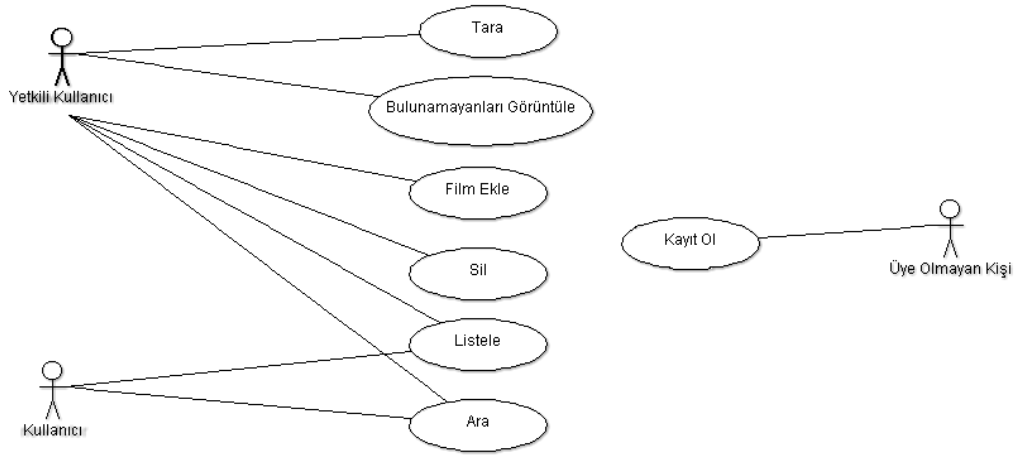 Tara
Yetkili Kullanıcı
Bulunamayanları Görüntüle
Film Ekle
Kayıt Ol
Üye Olmayan Kişi
Sil
Listele
Ara
Kullanıcı